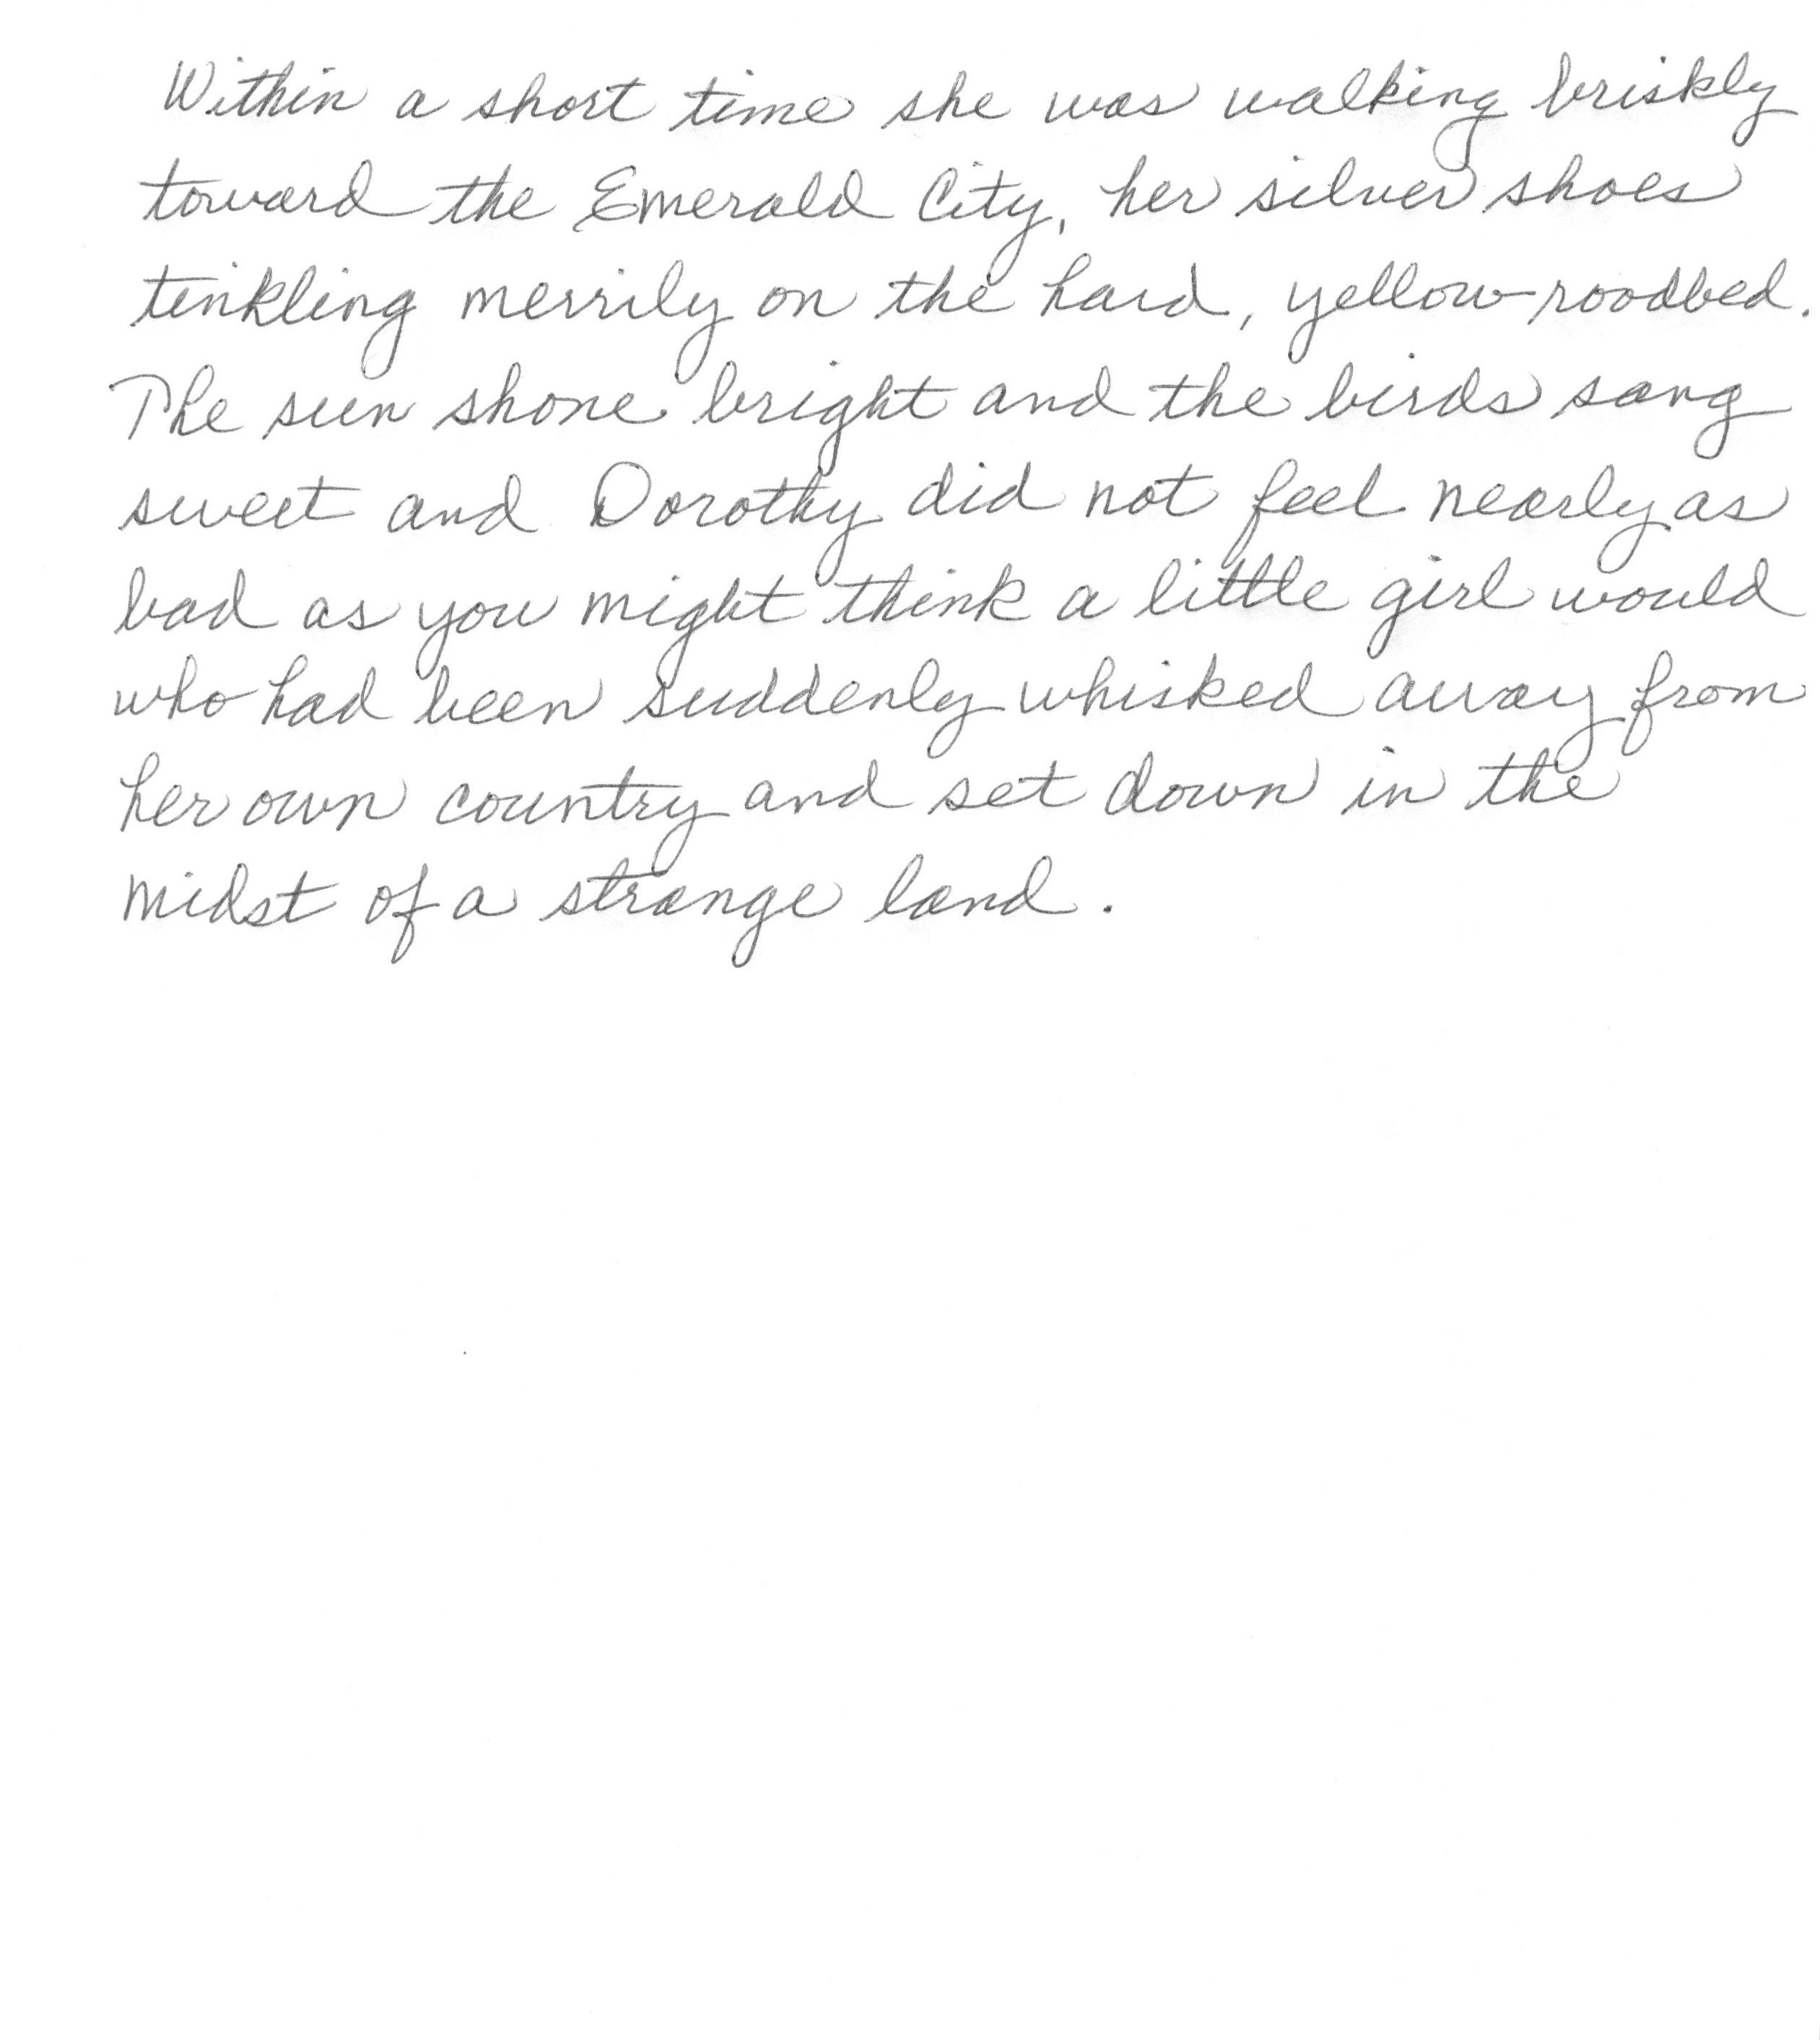 Within a short time she was walking briskly
toward the Emerald City, her silver shoes
tinkling merrily on the hard, yellow roadbed.
The sun shone bright and the birds sang
sweet and Dorothy did not feel nearly as
bad as you might think a little girl would
who had been suddenly whisked away from
her own country and set down in the
midst of a strange land.